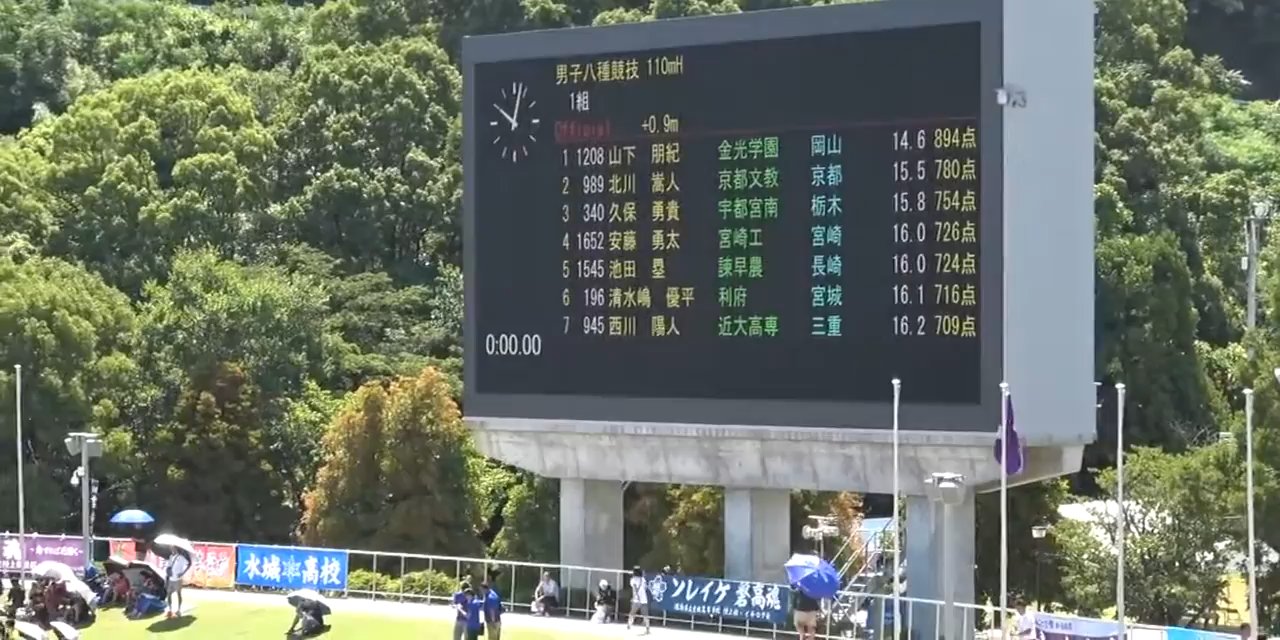 男子八種競技 110mH
1組
Official +0.9m
1 1208 山下 朋紀 金光学園 岡山 14.6 894点
2 989 北川 嵩人 京都文教 京都 15.5 780点
3 340 久保 勇貴 宇都宮南 栃木 15.8 754点
4 1652 安藤 勇太 宮崎工 宮崎 16.0 726点
5 1545 池田 塁 諫早農 長崎 16.0 724点
6 196 清水嶋 優平 利府 宮城 16.1 716点
7 945 西川 陽人 近大高専 三重 16.2 709点
0:00.00
水城 高校
ソレイケ 磐高魂